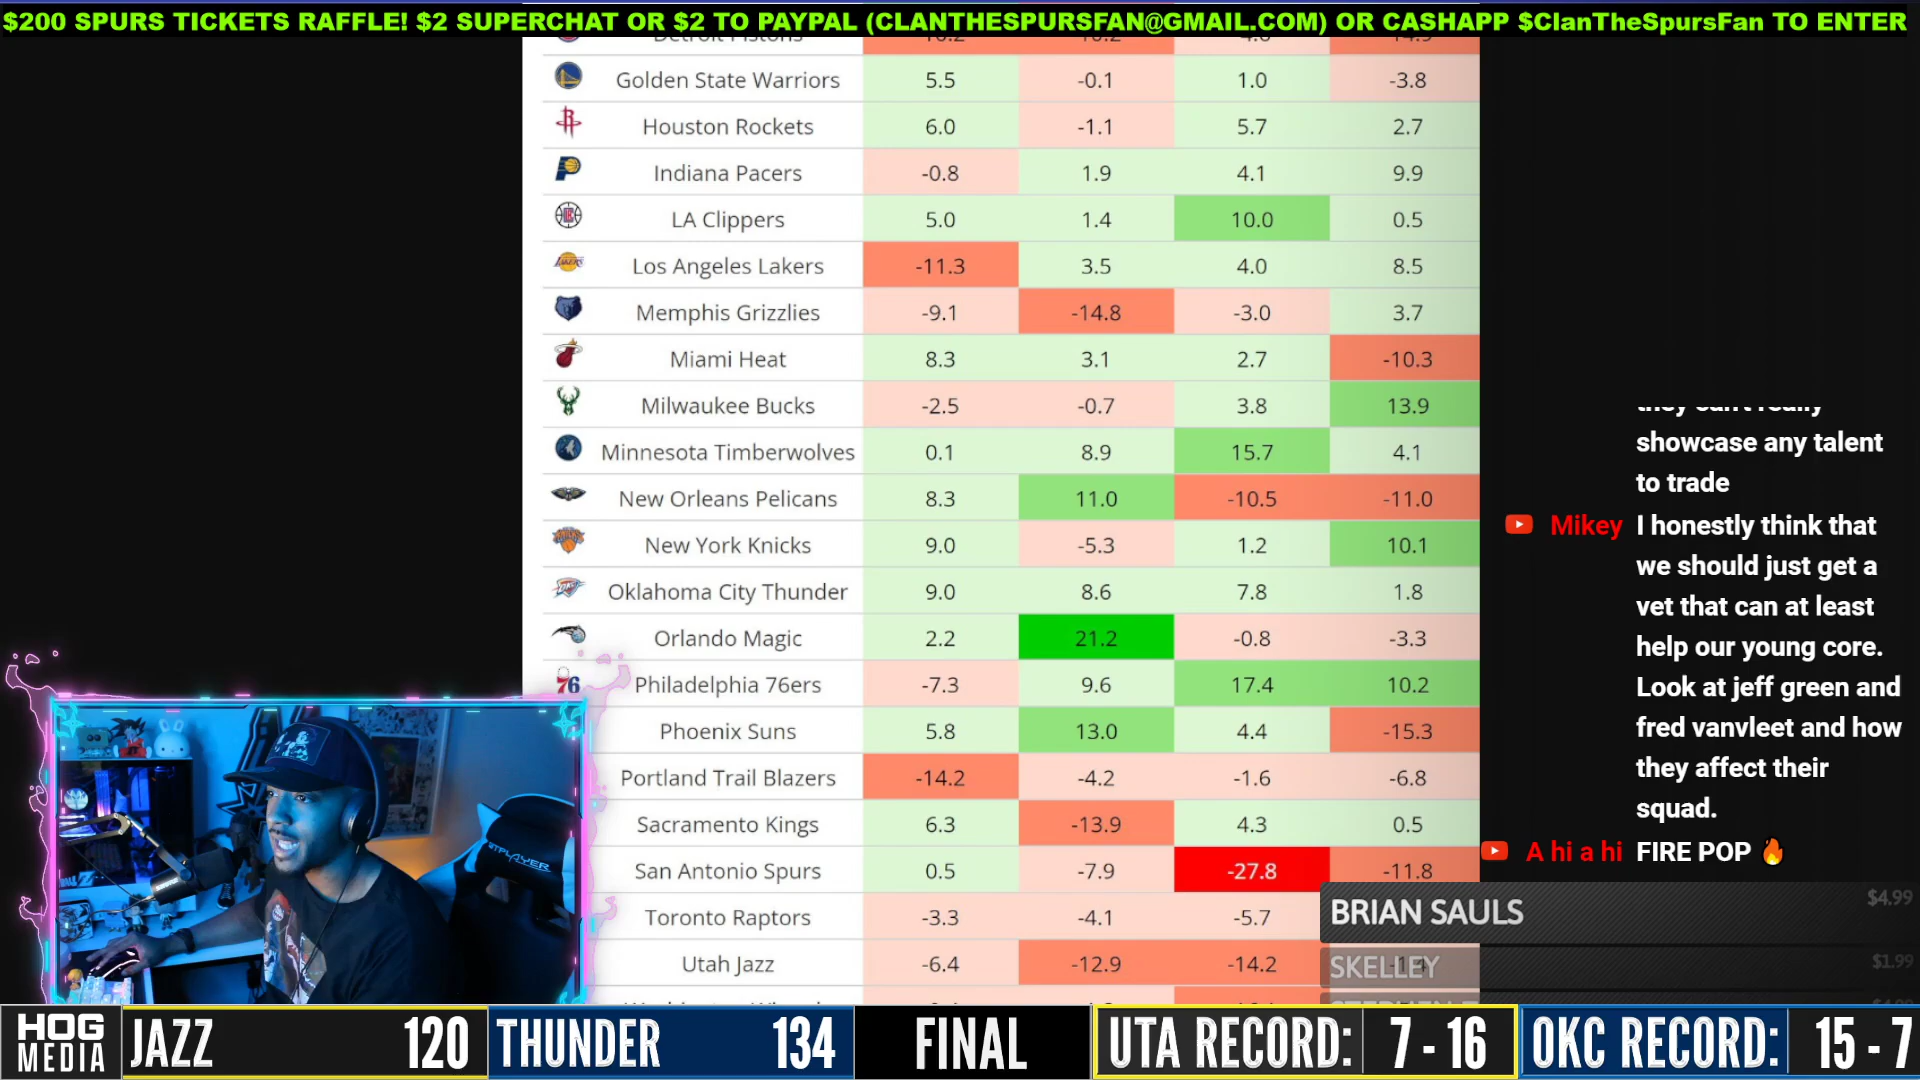 $200 SPURS TICKETS RAFFLE! $2 SUPERCHAT OR $2 TO PAYPAL (CLANTHESPURSFAN@GMAIL.COM) OR CASHAPP $ClanTheSpursFan TO ENTER
Detroit Pistons
Golden State Warriors 5.5 -0.1 1.0 -3.8
Houston Rockets 6.0 -1.1 5.7 2.7
Indiana Pacers -0.8 1.9 4.1 9.9
LA Clippers 5.0 1.4 10.0 0.5
Los Angeles Lakers -11.3 3.5 4.0 8.5
Memphis Grizzlies -9.1 -14.8 -3.0 3.7
Miami Heat 8.3 3.1 2.7 -10.3
Milwaukee Bucks -2.5 -0.7 3.8 13.9
Minnesota Timberwolves 0.1 8.9 15.7 4.1
New Orleans Pelicans 8.3 11.0 -10.5 -11.0
New York Knicks 9.0 -5.3 1.2 10.1
Oklahoma City Thunder 9.0 8.6 7.8 1.8
Orlando Magic 2.2 21.2 -0.8 -3.3
76 Philadelphia 76ers -7.3 9.6 17.4 10.2
Phoenix Suns 5.8 13.0 4.4 -15.3
Portland Trail Blazers -14.2 -4.2 -1.6 -6.8
Sacramento Kings 6.3 -13.9 4.3 0.5
San Antonio Spurs 0.5 -7.9 -27.8 -11.8
Toronto Raptors -3.3 -4.1 -5.7
Utah Jazz -6.4 -12.9 -14.2
they can't really
showcase any talent
to trade
Mikey I honestly think that
we should just get a
vet that can at least
help our young core.
Look at jeff green and
fred vanvleet and how
they affect their
squad.
A hi a hi FIRE POP 🔥
BRIAN SAULS $4.99
SKELLEY $1.99
GTPLAYER
HOG
MEDIA
JAZZ 120 THUNDER 134 FINAL UTA RECORD: 7 - 16 OKC RECORD: 15 - 7